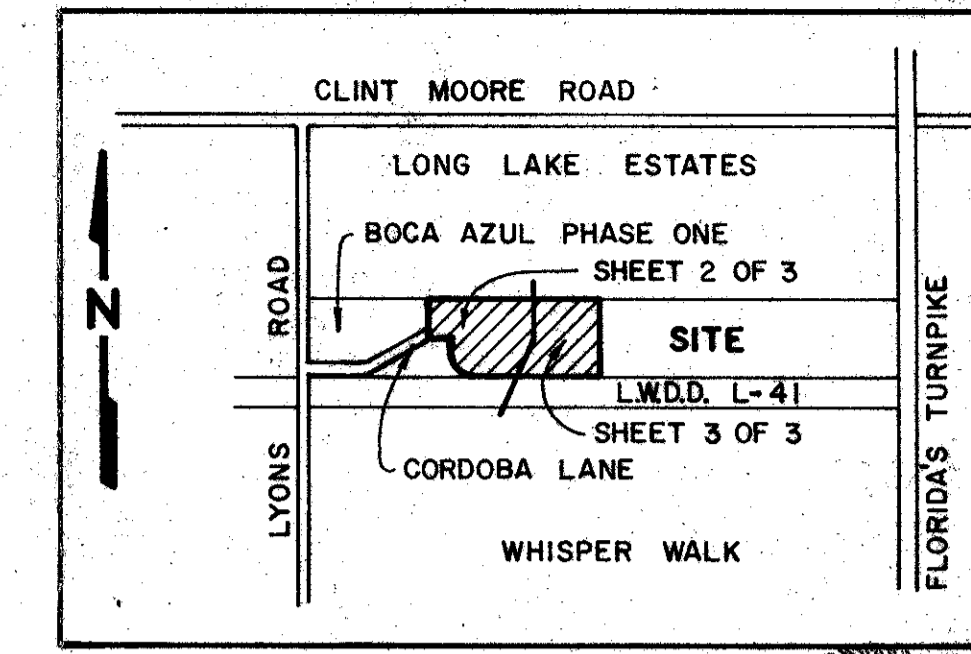 CLINT MOORE ROAD
LONG LAKE ESTATES
BOCA AZUL PHASE ONE
SHEET 2 OF 3
N
LYONS ROAD
SITE
FLORIDA'S TURNPIKE
L.W.D.D. L-41
SHEET 3 OF 3
CORDOBA LANE
WHISPER WALK